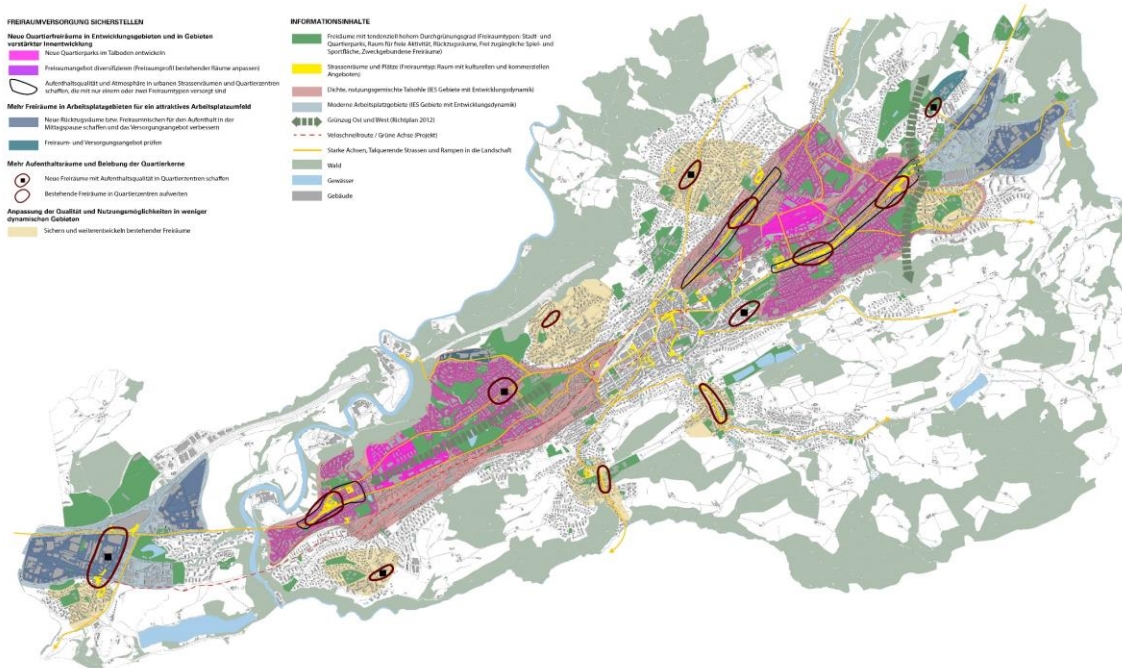 FREIRAUMVERSORGUNG SICHERSTELLEN
Neue Quartierfreiräume in Entwicklungsgebieten und in Gebieten
verstärkter Innentwicklung
Neue Quartierparks im Talboden entwickeln
Freiraumangebot diversifizieren (Freiraumprofil bestehender Räume anpassen)
Aufenthaltsqualität und Atmosphäre in urbanen Strassenräumen und Quartierzentren
schaffen, die mit nur einem oder zwei Freiraumtypen versorgt sind
Mehr Freiräume in Arbeitsplatzgebieten für ein attraktives Arbeitsplatzumfeld
Neue Rückzugsräume bzw. Freiraumnischen für den Aufenthalt in der
Mittagspause schaffen und das Versorgungsangebot verbessern
Freiraum- und Versorgungsangebot prüfen
Mehr Aufenthaltsräume und Belebung der Quartierkerne
Neue Freiräume mit Aufenthaltsqualität in Quartierzentren schaffen
Bestehende Freiräume in Quartierzentren aufwerten
Anpassung der Qualität und Nutzungsmöglichkeiten in weniger
dynamischen Gebieten
Sichern und weiterentwickeln bestehender Freiräume
INFORMATIONSINHALTE
Freiräume mit tendenziell hohem Durchgrünungsgrad (Freiraumtypen: Stadt- und
Quartierparks, Raum für freie Aktivität, Rückzugsräume, Frei zugängliche Spiel- und
Sportfläche, Zweckgebundene Freiräume)
Strassenräume und Plätze (Freiraumtyp: Raum mit kulturellen und kommerziellen
Angeboten)
Dichte, nutzungsgemischte Talsohle (IES Gebiete mit Entwicklungsdynamik)
Moderne Arbeitsplatzgebiete (IES Gebiete mit Entwicklungsdynamik)
Grünzug Ost und West (Richtplan 2012)
Veloschnellroute / Grüne Achse (Projekt)
Starke Achsen, Talquerende Strassen und Rampen in die Landschaft
Wald
Gewässer
Gebäude